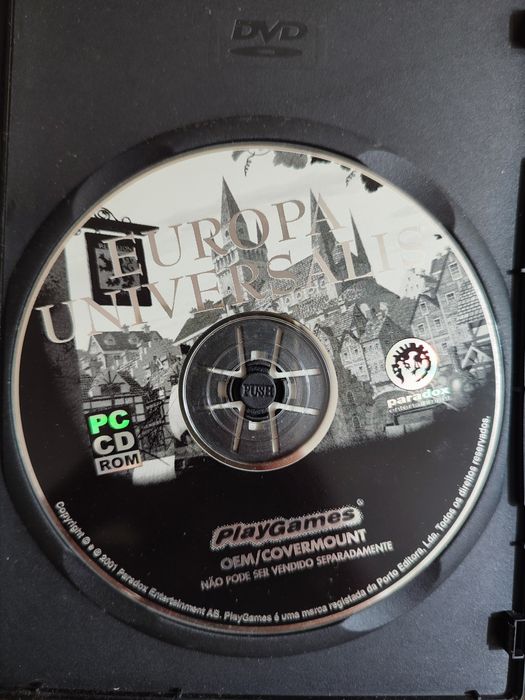 DVD
EUROPA
UNIVERSALIS
PUSH
paradox
entertainment
PC
CD
ROM
PlayGames®
OEM/COVERMOUNT
NÃO PODE SER VENDIDO SEPARADAMENTE
Copyright ® e © 2001 Paradox Entertainment AB. PlayGames é uma marca registada da Porto Editora, Lda. Todos os direitos reservados.